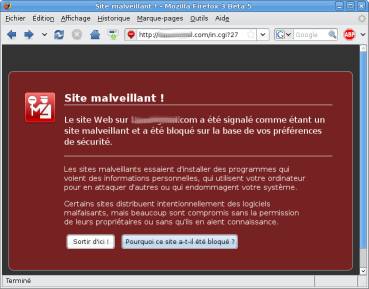 Site malveillant ! - Mozilla Firefox 3 Beta 5
Fichier Edition Affichage Historique Marque-pages Outils Aide
http:// il.com/in.cgi?27 Google ABP
Site malveillant !
Le site Web sur .com a été signalé comme étant un
site malveillant et a été bloqué sur la base de vos préférences
de sécurité.
Les sites malveillants essaient d'installer des programmes qui
volent des informations personnelles, qui utilisent votre ordinateur
pour en attaquer d'autres ou qui endommagent votre système.
Certains sites distribuent intentionnellement des logiciels
malfaisants, mais beaucoup sont compromis sans la permission
de leurs propriétaires ou sans qu'ils en aient connaissance.
Sortir d'ici ! Pourquoi ce site a-t-il été bloqué ?
Terminé